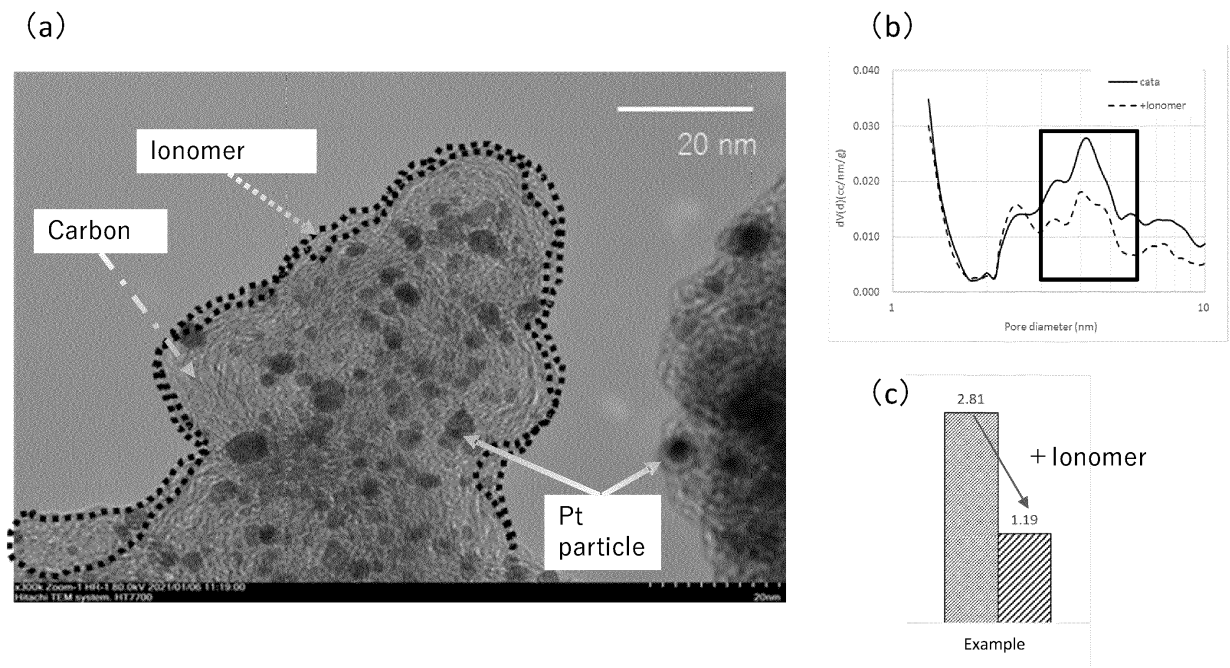 (a)
Ionomer
Carbon
Pt
particle
20 nm
x300k Zoom-1 HR-1 80.0kV 2021/01/06 11:19:00
Hitachi TEM system, HT7700
20nm
(b)
0.040
0.030
0.020
0.010
0.000
dV(d)(cc/nm/g)
cata
+Ionomer
1
10
Pore diameter (nm)
(c)
2.81
+ Ionomer
1.19
Example